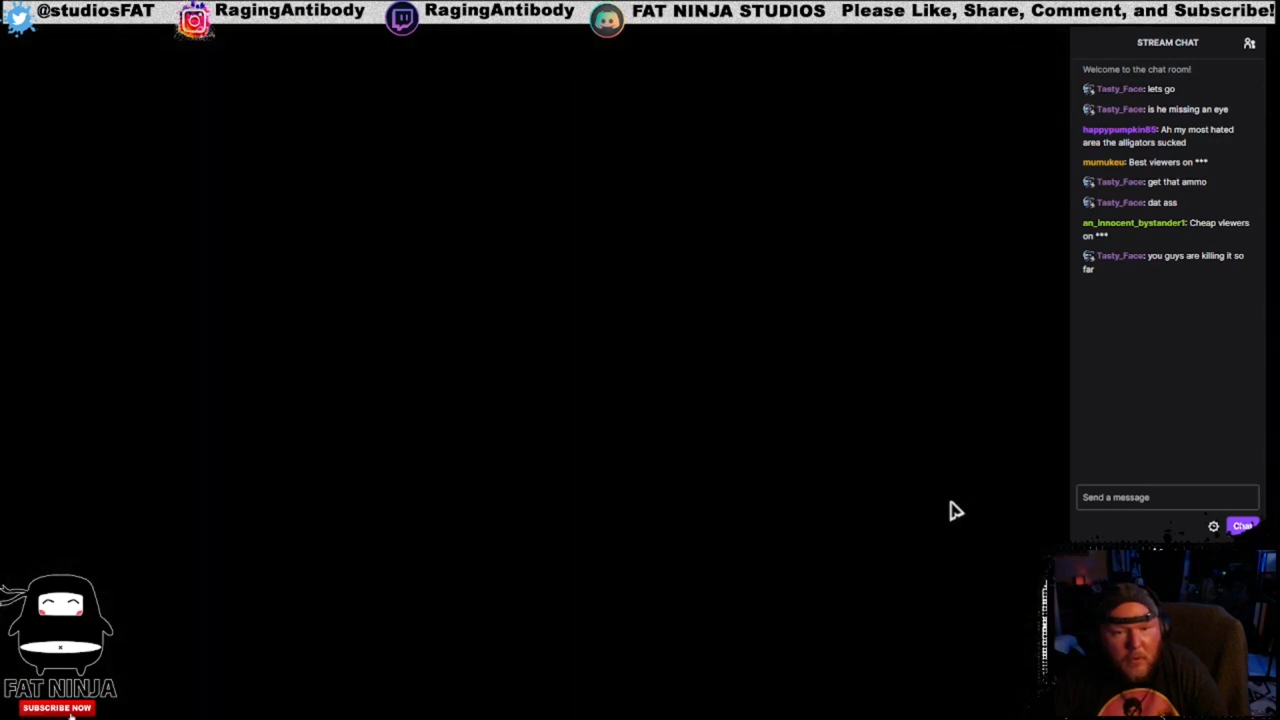 @studiosFAT RagingAntibody RagingAntibody FAT NINJA STUDIOS Please Like, Share, Comment, and Subscribe!
STREAM CHAT
Welcome to the chat room!
Tasty_Face: lets go
Tasty_Face: is he missing an eye
happypumpkin85: Ah my most hated
area the alligators sucked
mumukeu: Best viewers on ***
Tasty_Face: get that ammo
Tasty_Face: dat ass
an_innocent_bystander1: Cheap viewers
on ***
Tasty_Face: you guys are killing it so
far
Send a message
Chat
FAT NINJA
SUBSCRIBE NOW